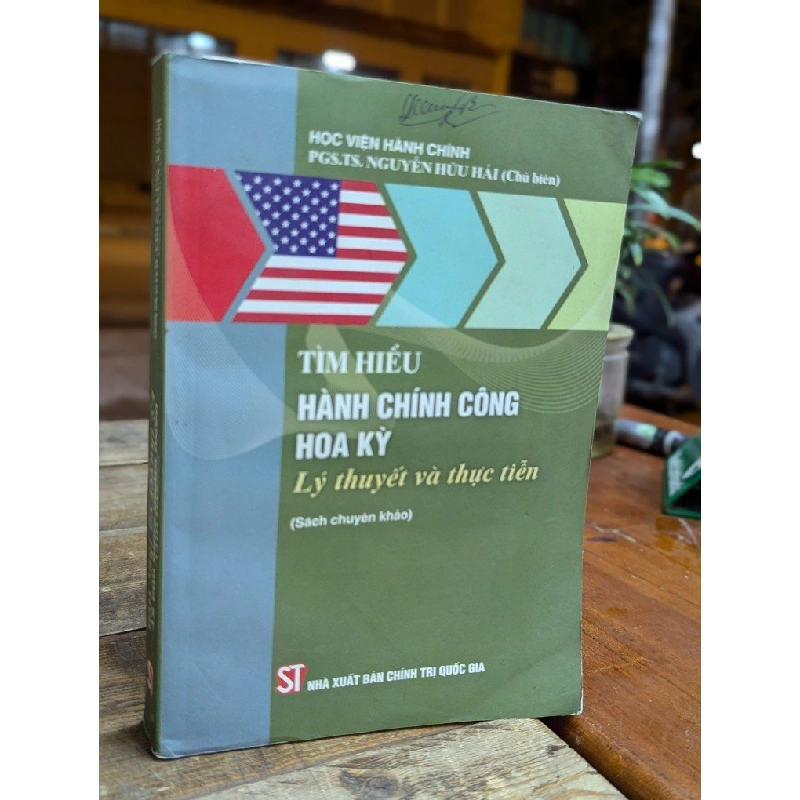 HỌC VIỆN HÀNH CHÍNH
PGS.TS. NGUYỄN HỮU HẢI (Chủ biên)
TÌM HIỂU
HÀNH CHÍNH CÔNG
HOA KỲ
Lý thuyết và thực tiễn
(Sách chuyên khảo)
ST NHÀ XUẤT BẢN CHÍNH TRỊ QUỐC GIA